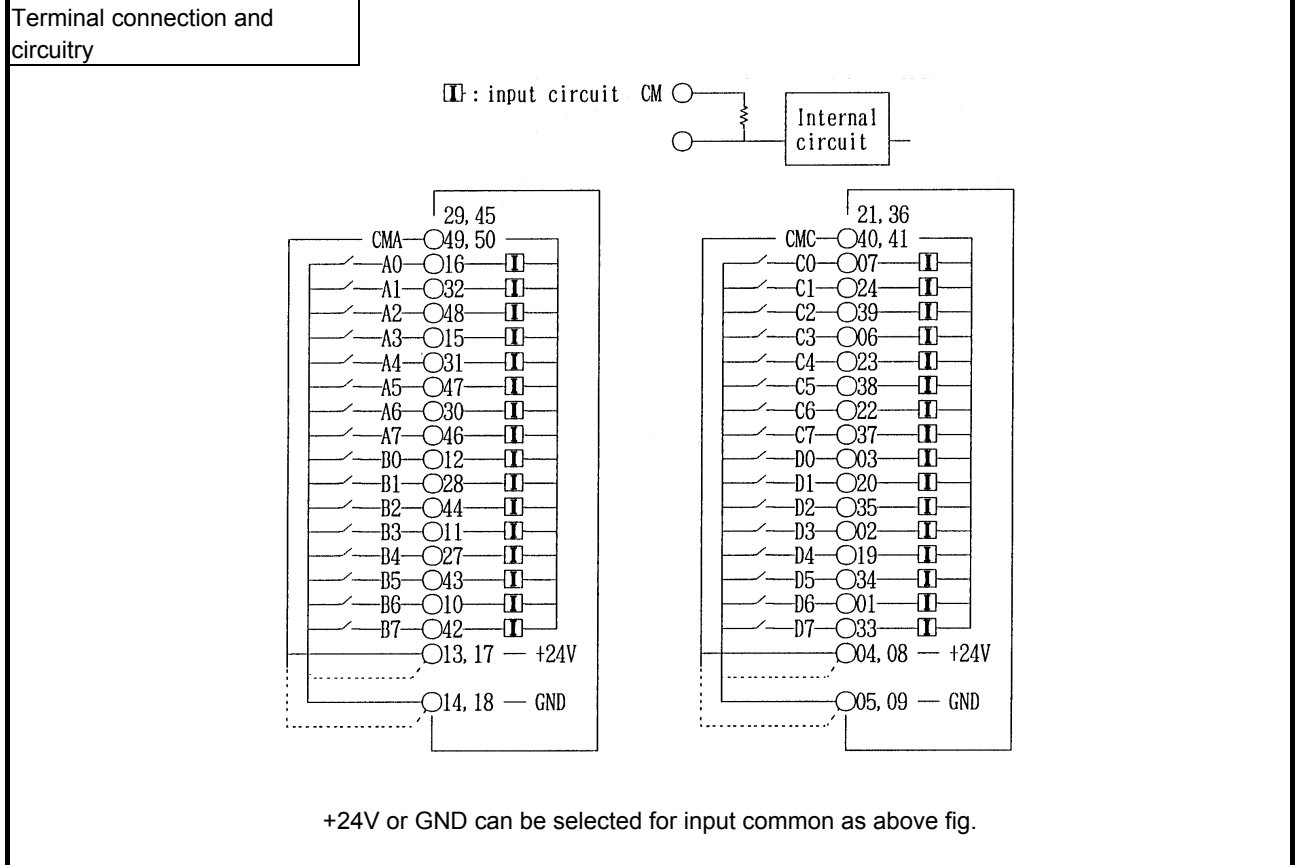 Terminal connection and
circuitry
I : input circuit CM
Internal
circuit
29, 45
CMA 49, 50
A0 16 I
A1 32 I
A2 48 I
A3 15 I
A4 31 I
A5 47 I
A6 30 I
A7 46 I
B0 12 I
B1 28 I
B2 44 I
B3 11 I
B4 27 I
B5 43 I
B6 10 I
B7 42 I
13, 17 — +24V
14, 18 — GND
21, 36
CMC 40, 41
C0 07 I
C1 24 I
C2 39 I
C3 06 I
C4 23 I
C5 38 I
C6 22 I
C7 37 I
D0 03 I
D1 20 I
D2 35 I
D3 02 I
D4 19 I
D5 34 I
D6 01 I
D7 33 I
04, 08 — +24V
05, 09 — GND
+24V or GND can be selected for input common as above fig.